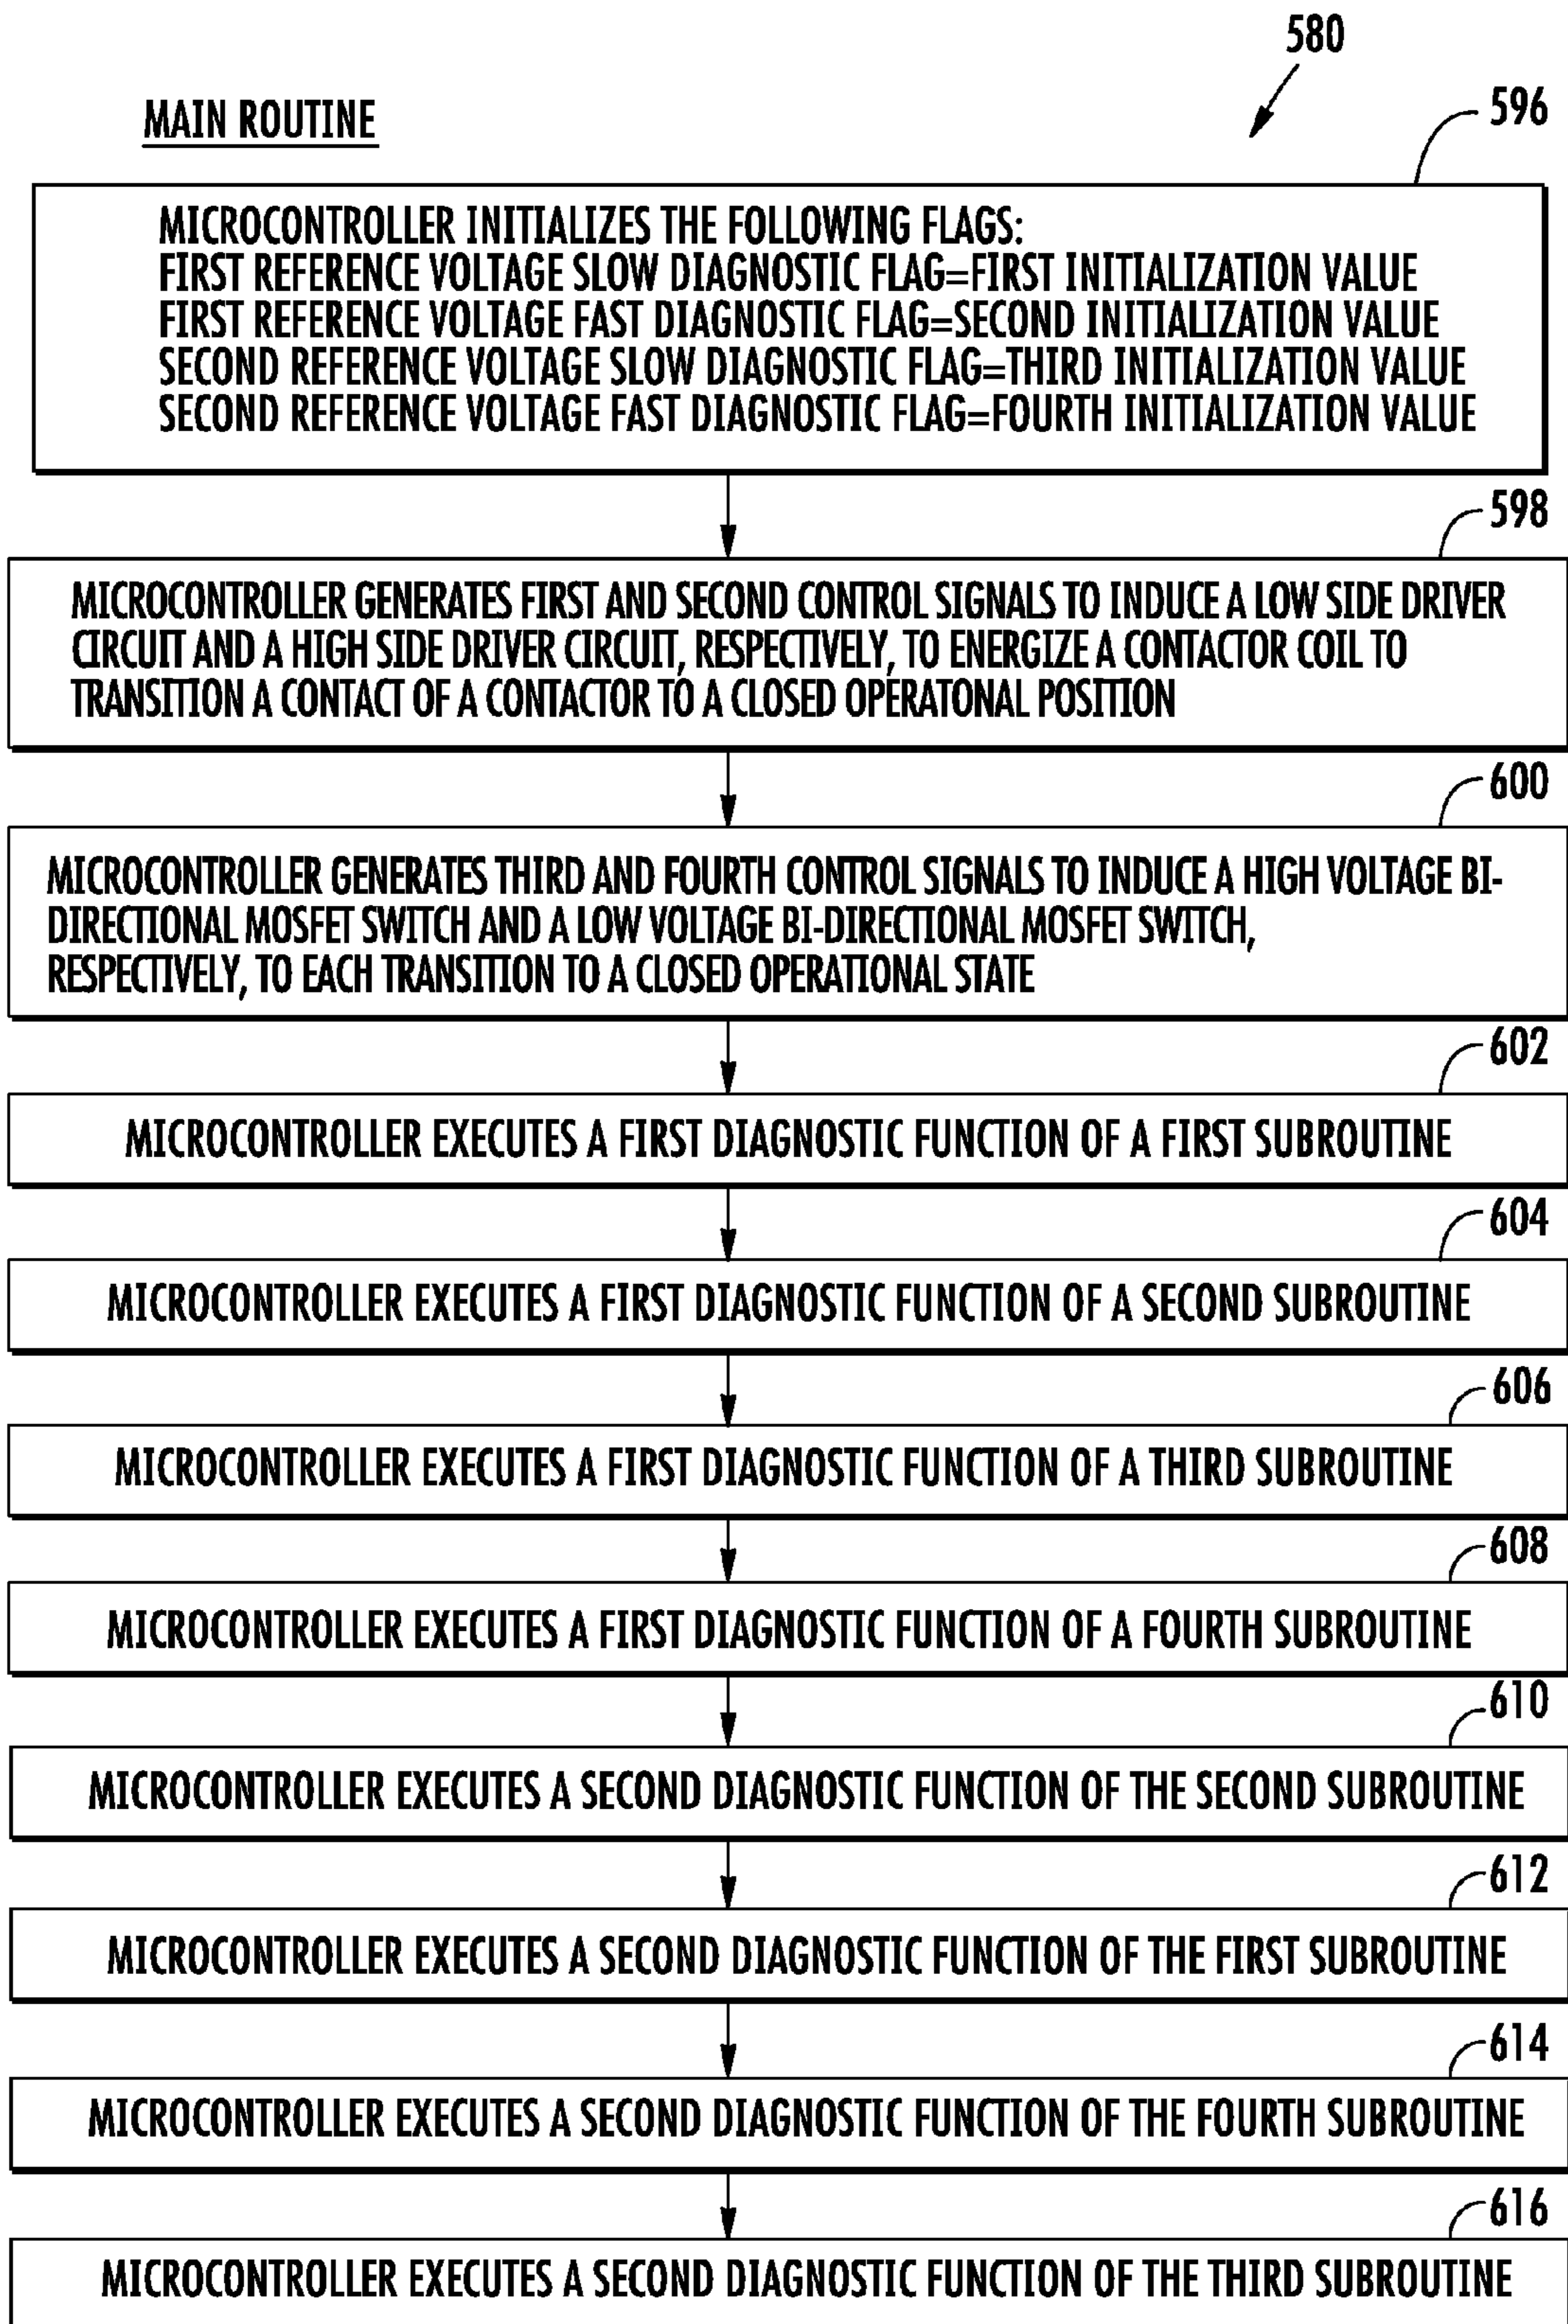 580
MAIN ROUTINE
596
MICROCONTROLLER INITIALIZES THE FOLLOWING FLAGS:
FIRST REFERENCE VOLTAGE SLOW DIAGNOSTIC FLAG=FIRST INITIALIZATION VALUE
FIRST REFERENCE VOLTAGE FAST DIAGNOSTIC FLAG=SECOND INITIALIZATION VALUE
SECOND REFERENCE VOLTAGE SLOW DIAGNOSTIC FLAG=THIRD INITIALIZATION VALUE
SECOND REFERENCE VOLTAGE FAST DIAGNOSTIC FLAG=FOURTH INITIALIZATION VALUE
598
MICROCONTROLLER GENERATES FIRST AND SECOND CONTROL SIGNALS TO INDUCE A LOW SIDE DRIVER
CIRCUIT AND A HIGH SIDE DRIVER CIRCUIT, RESPECTIVELY, TO ENERGIZE A CONTACTOR COIL TO
TRANSITION A CONTACT OF A CONTACTOR TO A CLOSED OPERATONAL POSITION
600
MICROCONTROLLER GENERATES THIRD AND FOURTH CONTROL SIGNALS TO INDUCE A HIGH VOLTAGE BI-
DIRECTIONAL MOSFET SWITCH AND A LOW VOLTAGE BI-DIRECTIONAL MOSFET SWITCH,
RESPECTIVELY, TO EACH TRANSITION TO A CLOSED OPERATIONAL STATE
602
MICROCONTROLLER EXECUTES A FIRST DIAGNOSTIC FUNCTION OF A FIRST SUBROUTINE
604
MICROCONTROLLER EXECUTES A FIRST DIAGNOSTIC FUNCTION OF A SECOND SUBROUTINE
606
MICROCONTROLLER EXECUTES A FIRST DIAGNOSTIC FUNCTION OF A THIRD SUBROUTINE
608
MICROCONTROLLER EXECUTES A FIRST DIAGNOSTIC FUNCTION OF A FOURTH SUBROUTINE
610
MICROCONTROLLER EXECUTES A SECOND DIAGNOSTIC FUNCTION OF THE SECOND SUBROUTINE
612
MICROCONTROLLER EXECUTES A SECOND DIAGNOSTIC FUNCTION OF THE FIRST SUBROUTINE
614
MICROCONTROLLER EXECUTES A SECOND DIAGNOSTIC FUNCTION OF THE FOURTH SUBROUTINE
616
MICROCONTROLLER EXECUTES A SECOND DIAGNOSTIC FUNCTION OF THE THIRD SUBROUTINE